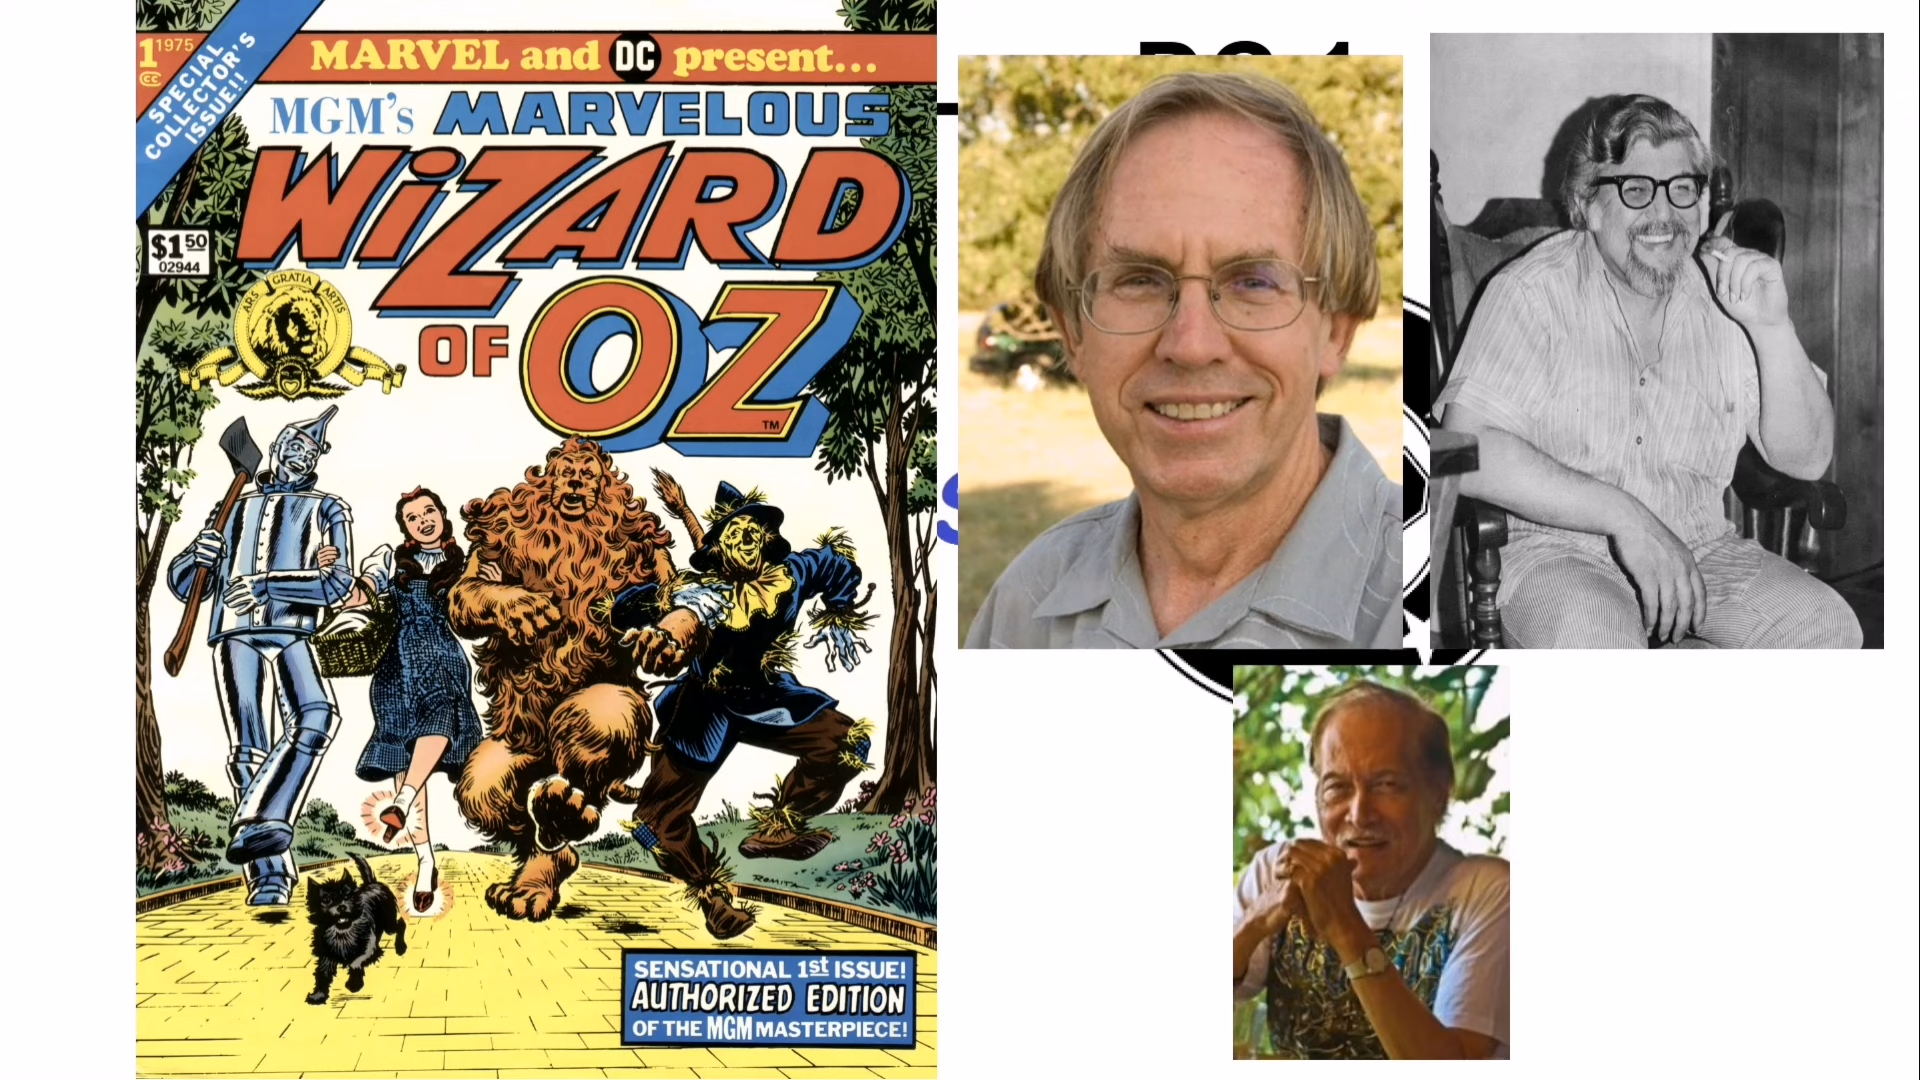 1 1975
CC
SPECIAL
COLLECTOR'S
ISSUE!!
MARVEL and DC present...
MGM's MARVELOUS
WiZARD
OF OZ
TM
$1 50
02944
ARS GRATIA ARTIS
ROMITA
SENSATIONAL 1st ISSUE!
AUTHORIZED EDITION
OF THE MGM MASTERPIECE!